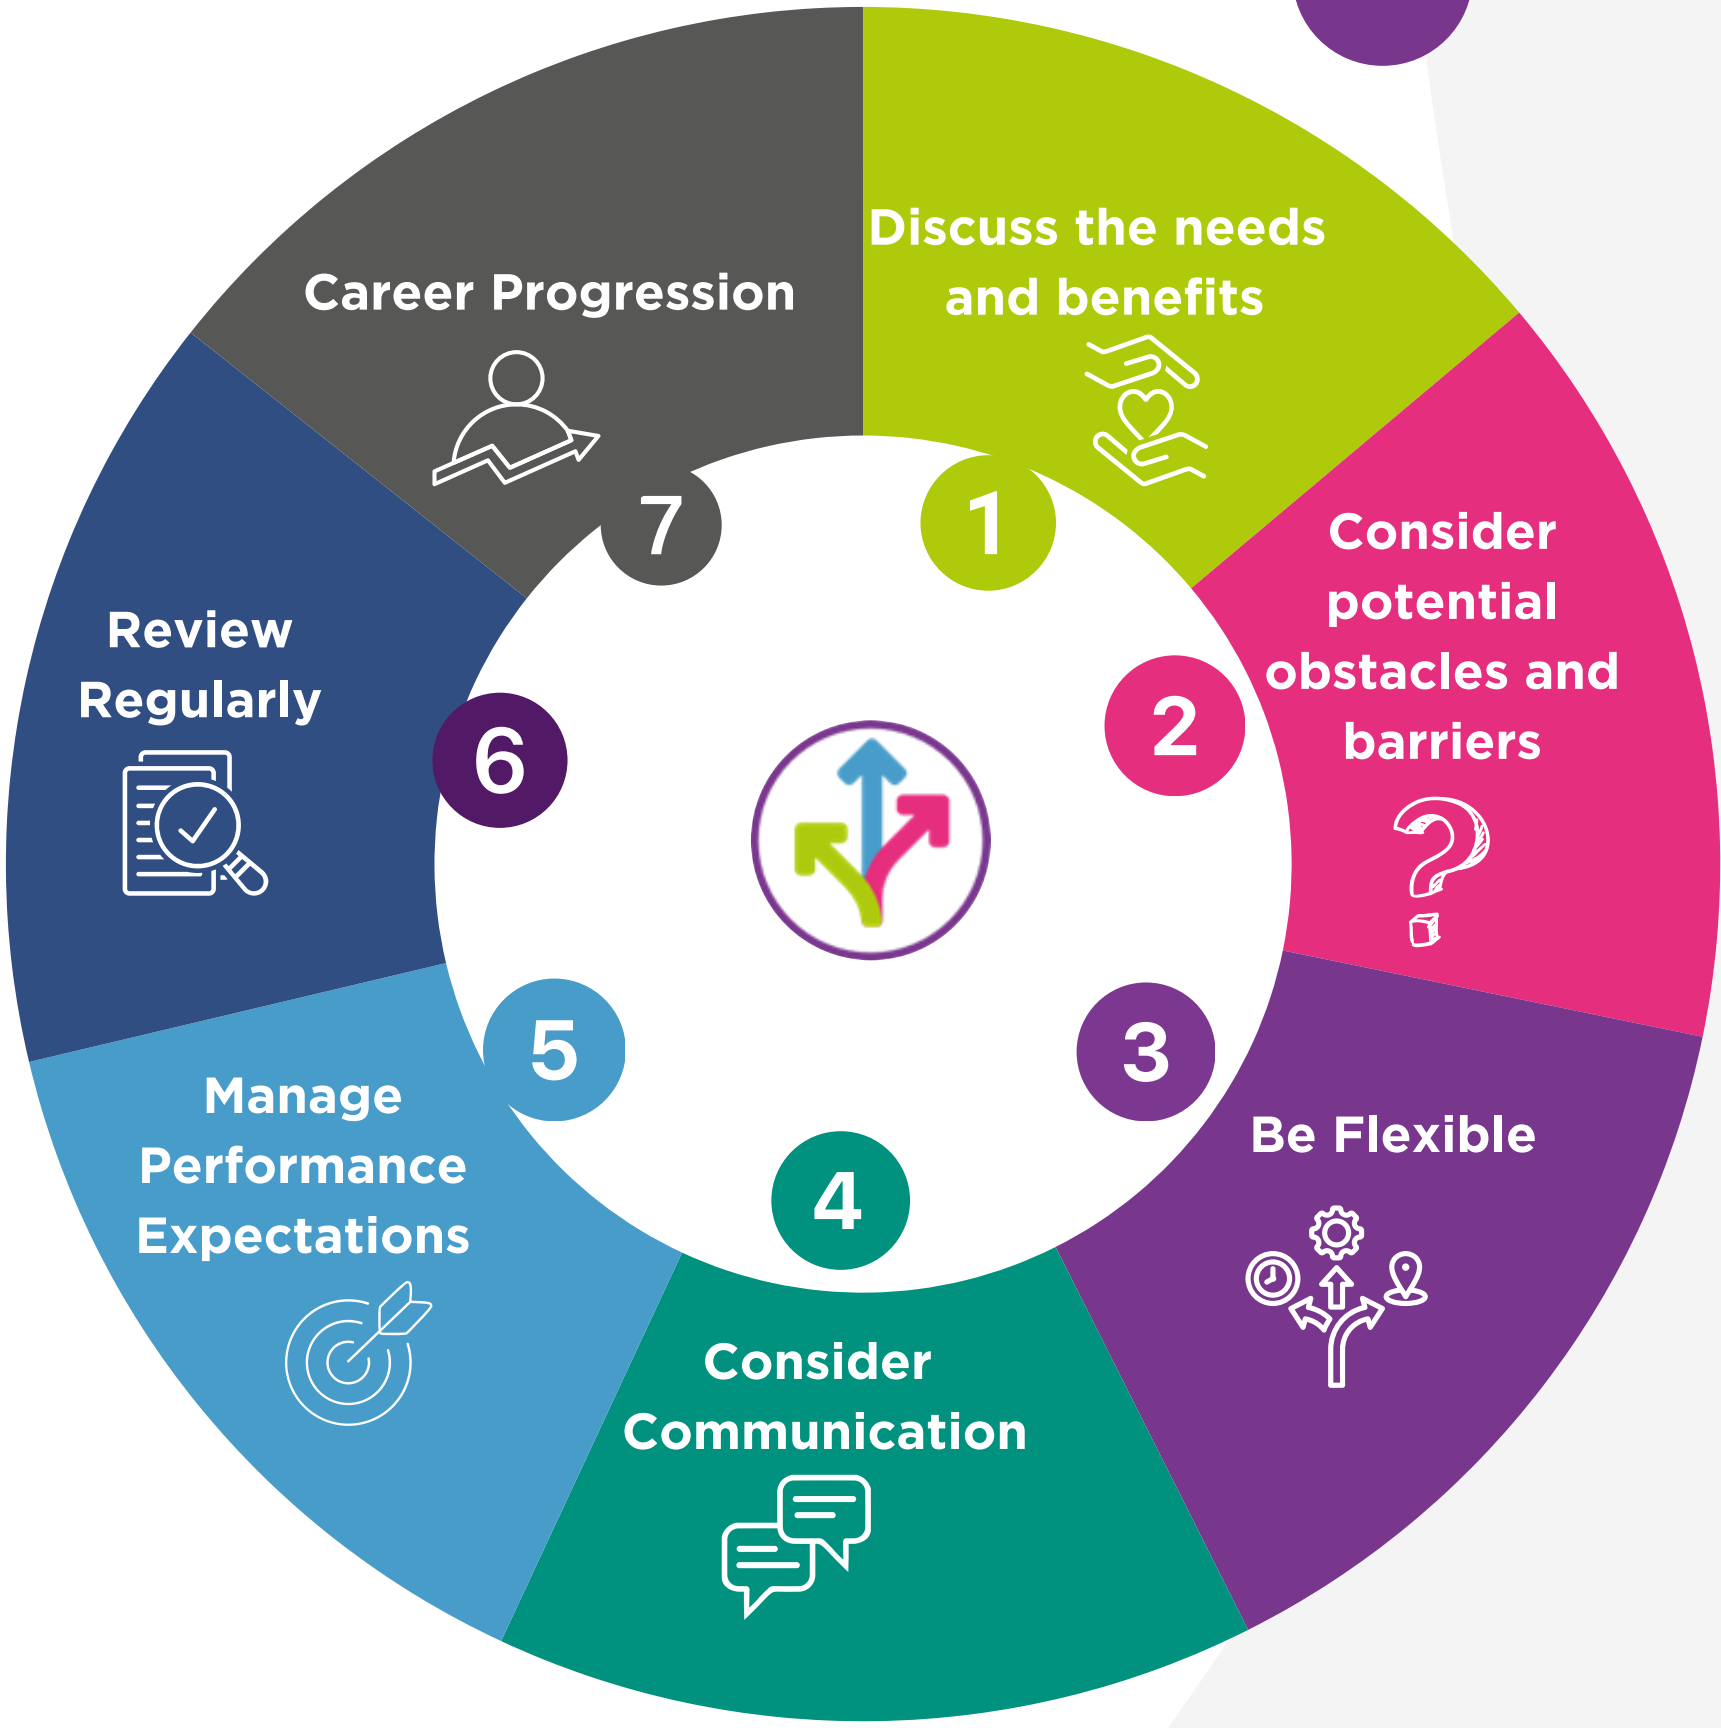 1
Discuss the needs
and benefits
2
Consider
potential
obstacles and
barriers
3
Be Flexible
4
Consider
Communication
5
Manage
Performance
Expectations
6
Review
Regularly
7
Career Progression